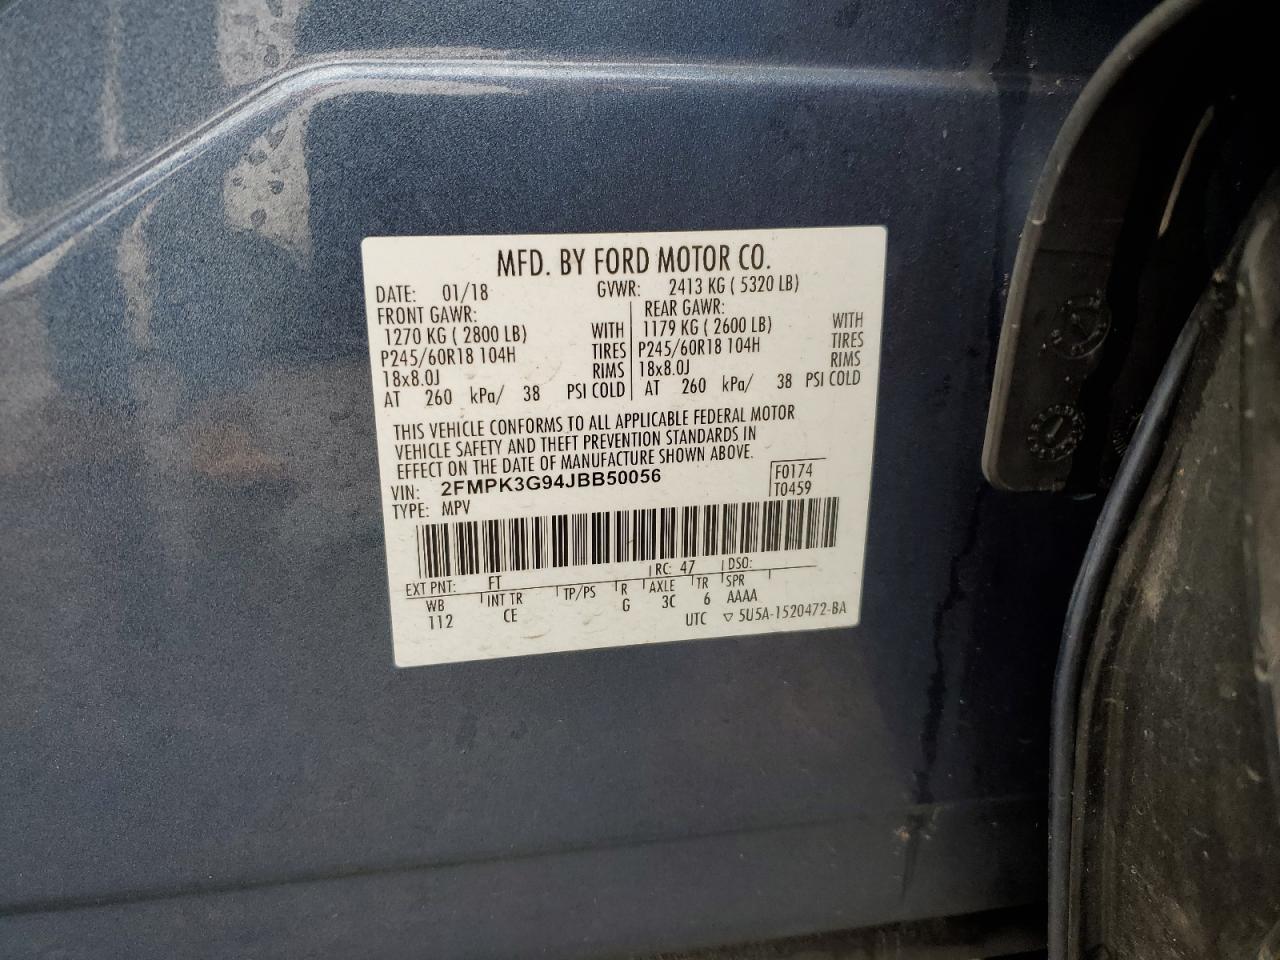 MFD. BY FORD MOTOR CO.
DATE: 01/18 GVWR: 2413 KG ( 5320 LB)
FRONT GAWR: REAR GAWR:
1270 KG ( 2800 LB) WITH 1179 KG ( 2600 LB) WITH
P245/60R18 104H TIRES P245/60R18 104H TIRES
18x8.0J RIMS 18x8.0J RIMS
AT 260 kPa/ 38 PSI COLD AT 260 kPa/ 38 PSI COLD
THIS VEHICLE CONFORMS TO ALL APPLICABLE FEDERAL MOTOR
VEHICLE SAFETY AND THEFT PREVENTION STANDARDS IN
EFFECT ON THE DATE OF MANUFACTURE SHOWN ABOVE.
VIN: 2FMPK3G94JBB50056 F0174
TYPE: MPV T0459
EXT PNT: FT RC: 47 DSO:
WB INT TR TP/PS R AXLE TR SPR
112 CE G 3C 6 AAAA
UTC ▽ 5U5A-1520472-BA